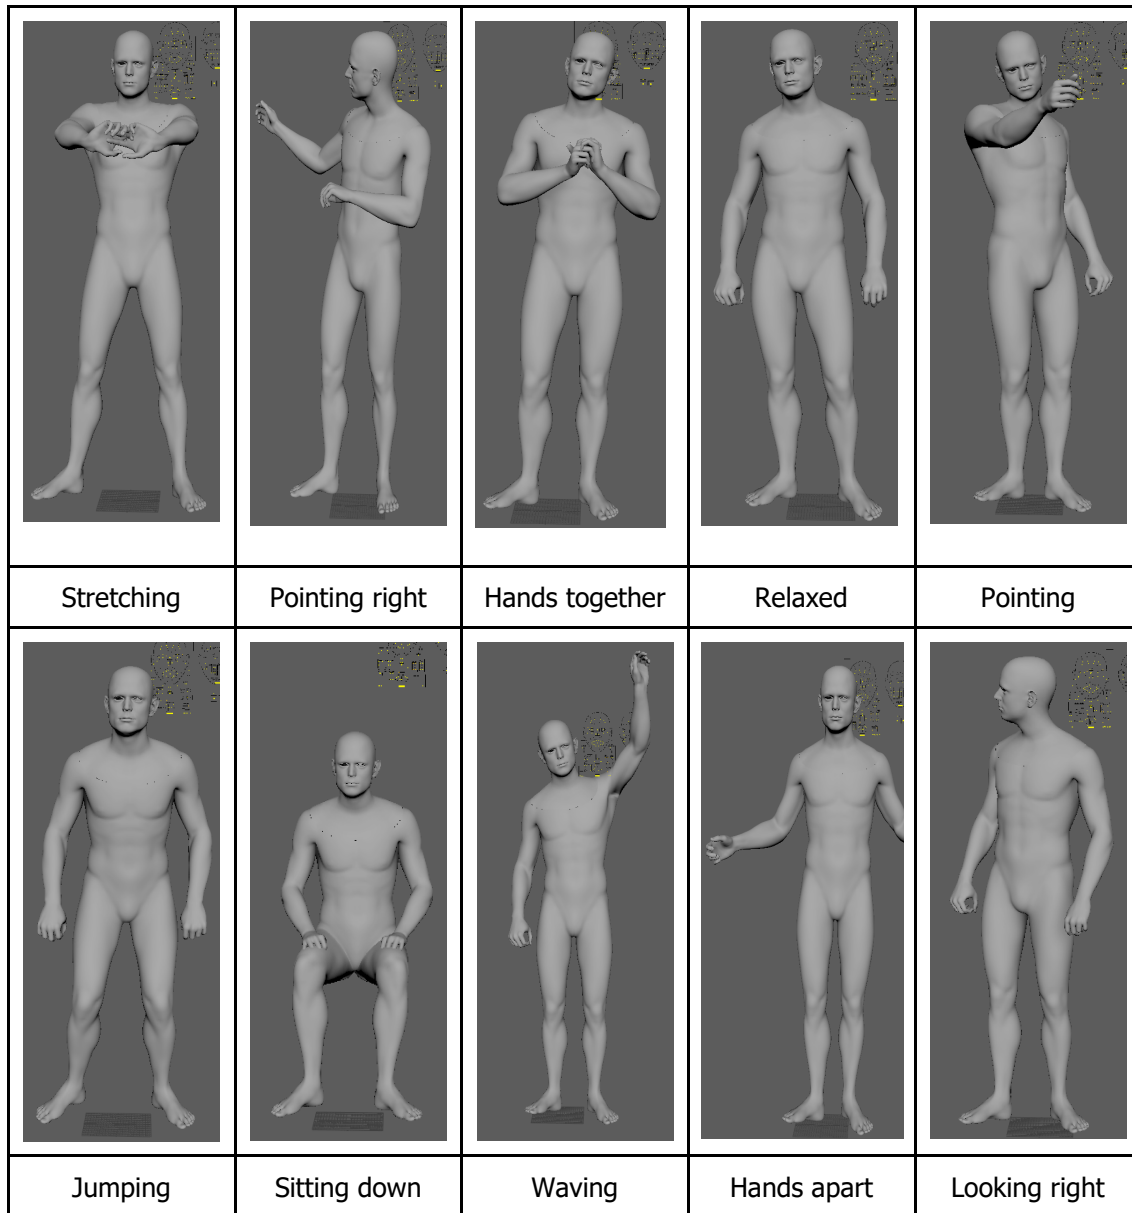 Stretching
Pointing right
Hands together
Relaxed
Pointing
Jumping
Sitting down
Waving
Hands apart
Looking right